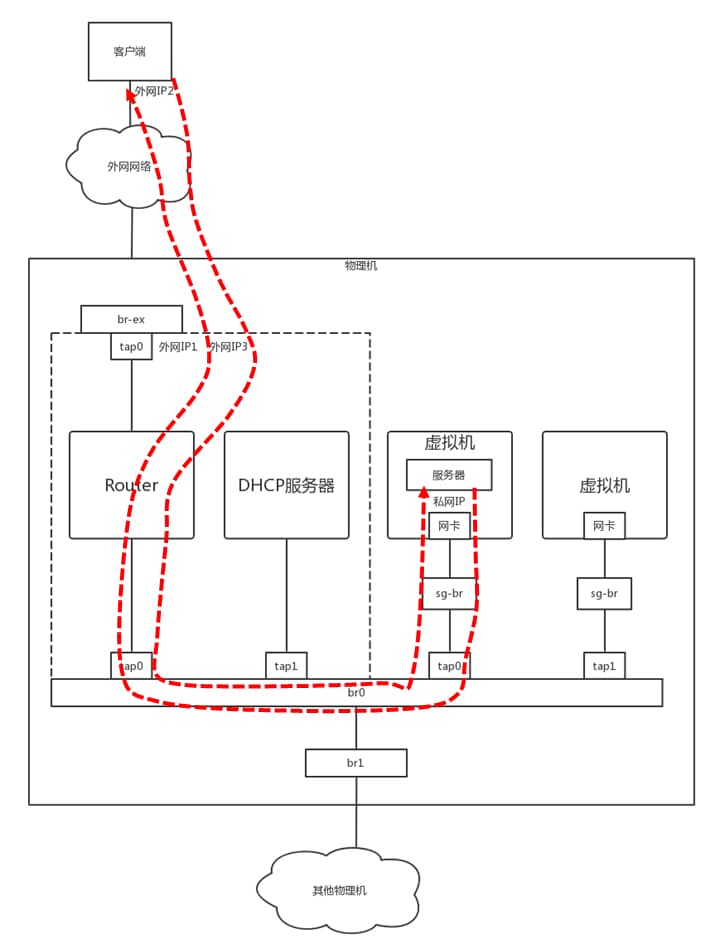 客户端
外网IP2
外网网络
物理机
br-ex
tap0
外网IP1
外网IP3
Router
DHCP服务器
虚拟机
服务器
私网IP
网卡
虚拟机
网卡
sg-br
sg-br
tap0
tap1
tap0
tap1
br0
br1
其他物理机